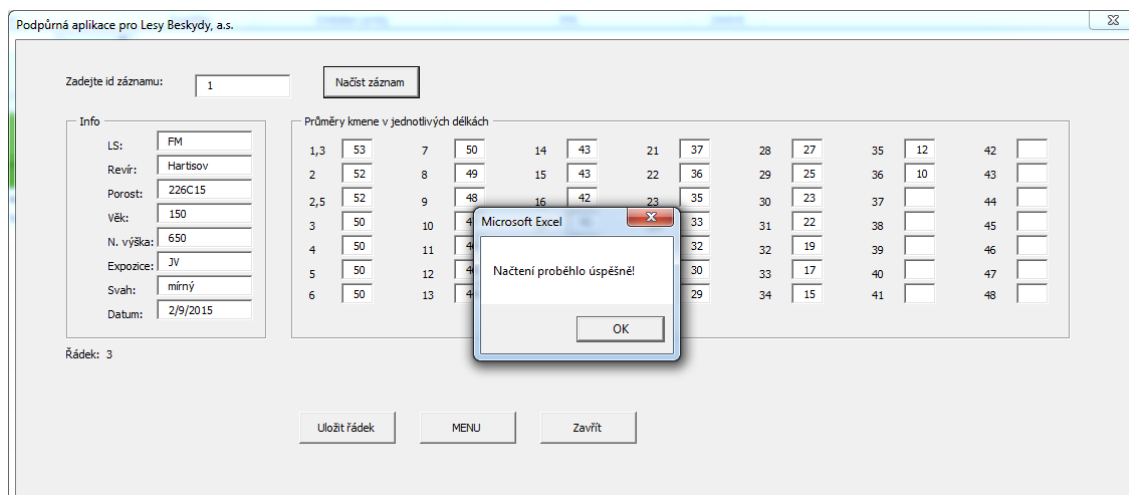 Podpůrná aplikace pro Lesy Beskydy, a.s.
Zadejte id záznamu: 1 Načíst záznam
Info
LS: FM
Revír: Hartisov
Porost: 226C15
Věk: 150
N. výška: 650
Expozice: JV
Svah: mírný
Datum: 2/9/2015
Průměry kmene v jednotlivých délkách
1,3 53 7 50 14 43 21 37 28 27 35 12 42
2 52 8 49 15 43 22 36 29 25 36 10 43
2,5 52 9 48 16 42 23 35 30 23 37 44
3 50 10 33 31 22 38 45
4 50 11 32 32 19 39 46
5 50 12 30 33 17 40 47
6 50 13 29 34 15 41 48
Microsoft Excel
Načtení proběhlo úspěšně!
OK
Řádek: 3
Uložit řádek MENU Zavřít